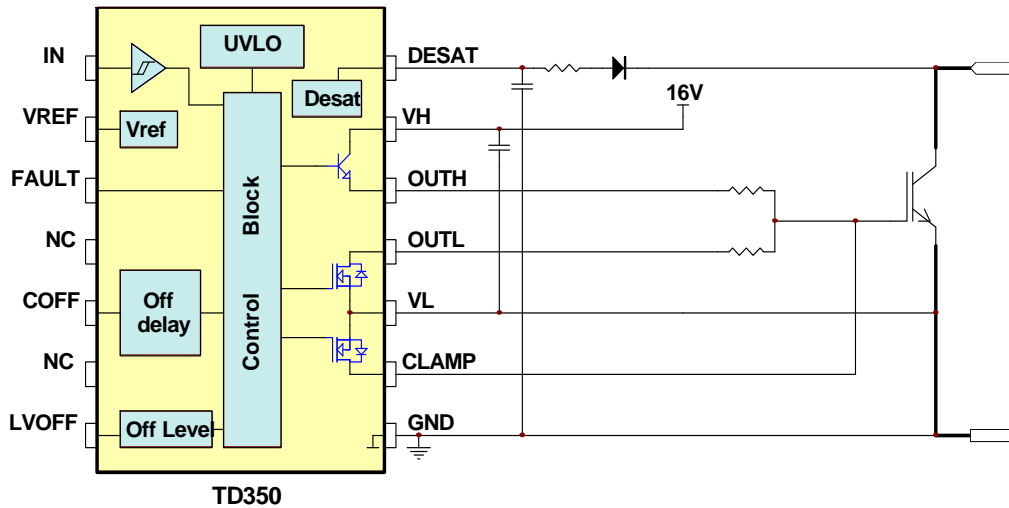 IN
UVLO
DESAT
Desat
16V
VREF
Vref
VH
FAULT
OUTH
Control Block
NC
OUTL
COFF
Off
delay
VL
NC
CLAMP
LVOFF
Off Level
GND
TD350